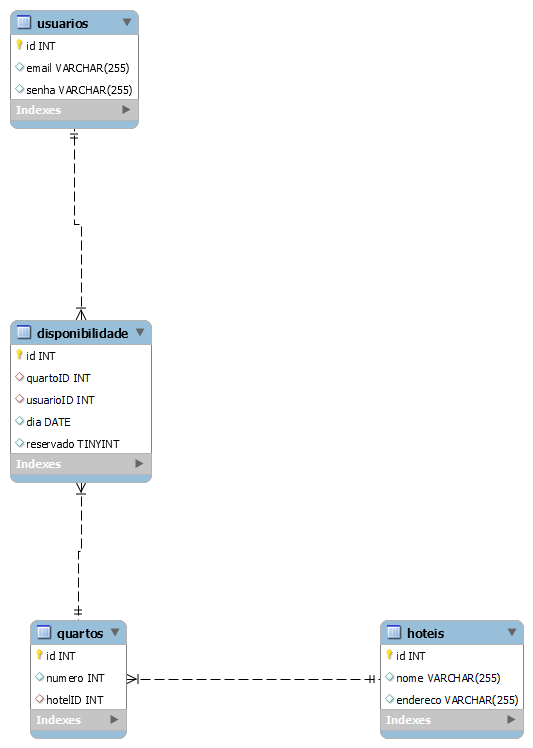 usuarios
id INT
email VARCHAR(255)
senha VARCHAR(255)
Indexes
disponibilidade
id INT
quartoID INT
usuarioID INT
dia DATE
reservado TINYINT
Indexes
quartos
id INT
numero INT
hotelID INT
Indexes
hoteis
id INT
nome VARCHAR(255)
endereco VARCHAR(255)
Indexes